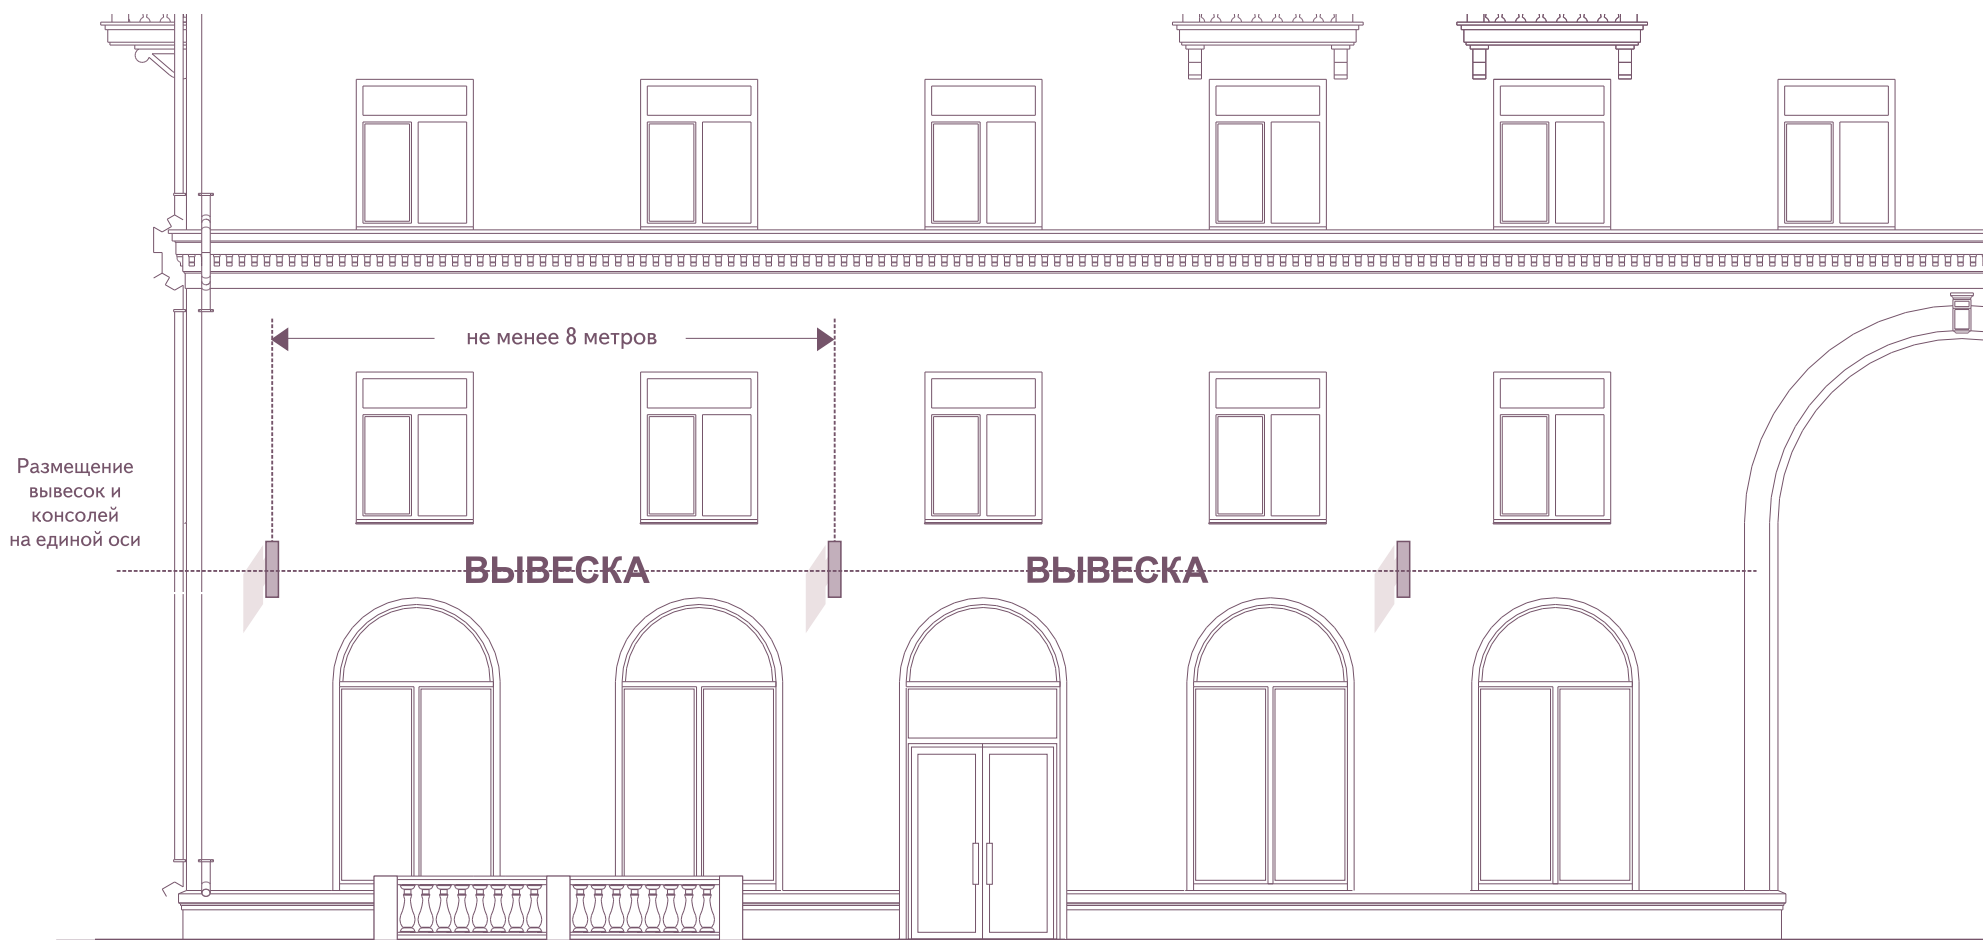 не менее 8 метров
Размещение
вывесок и
консолей
на единой оси
ВЫВЕСКА
ВЫВЕСКА